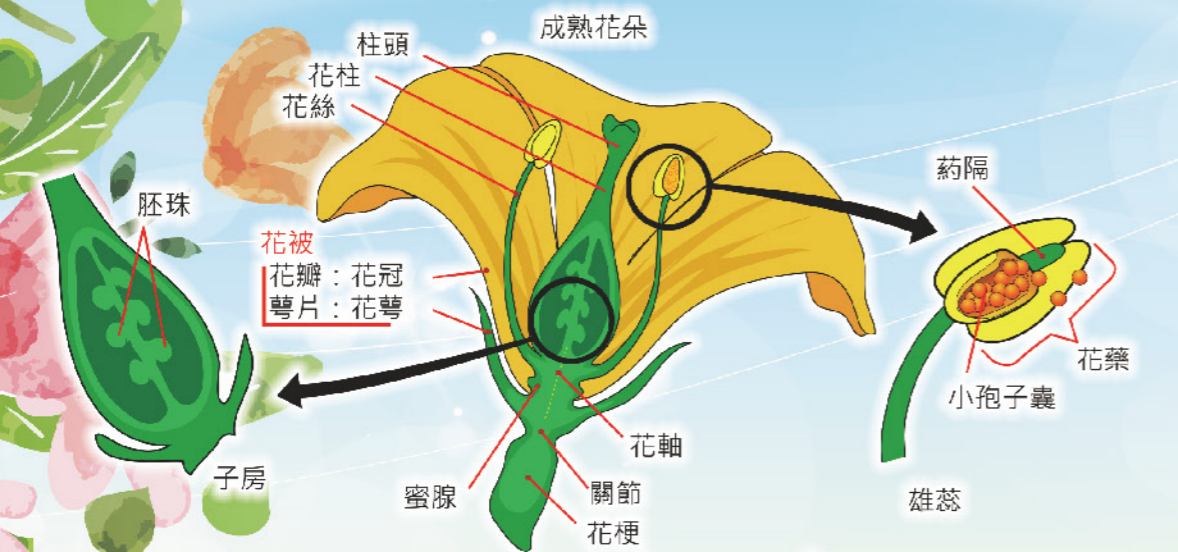 成熟花朵
柱頭
花柱
花絲
胚珠
花被
花瓣：花冠
萼片：花萼
子房
蜜腺
花軸
關節
花梗
葯隔
花藥
小孢子囊
雄蕊